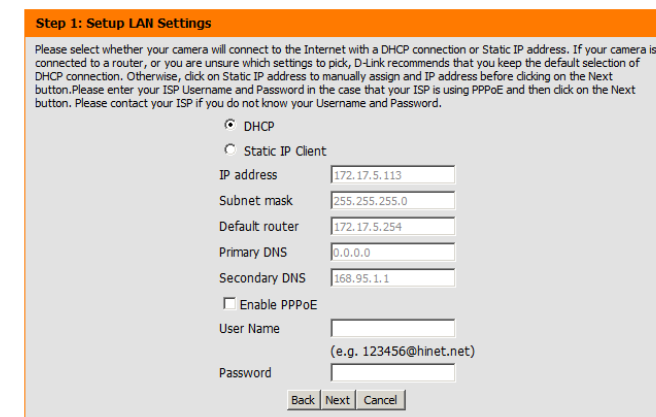 Step 1: Setup LAN Settings
Please select whether your camera will connect to the Internet with a DHCP connection or Static IP address. If your camera is
connected to a router, or you are unsure which settings to pick, D-Link recommends that you keep the default selection of
DHCP connection. Otherwise, click on Static IP address to manually assign and IP address before clicking on the Next
button.Please enter your ISP Username and Password in the case that your ISP is using PPPoE and then click on the Next
button. Please contact your ISP if you do not know your Username and Password.
DHCP
Static IP Client
IP address 172.17.5.113
Subnet mask 255.255.255.0
Default router 172.17.5.254
Primary DNS 0.0.0.0
Secondary DNS 168.95.1.1
Enable PPPoE
User Name
(e.g. 123456@hinet.net)
Password
Back Next Cancel